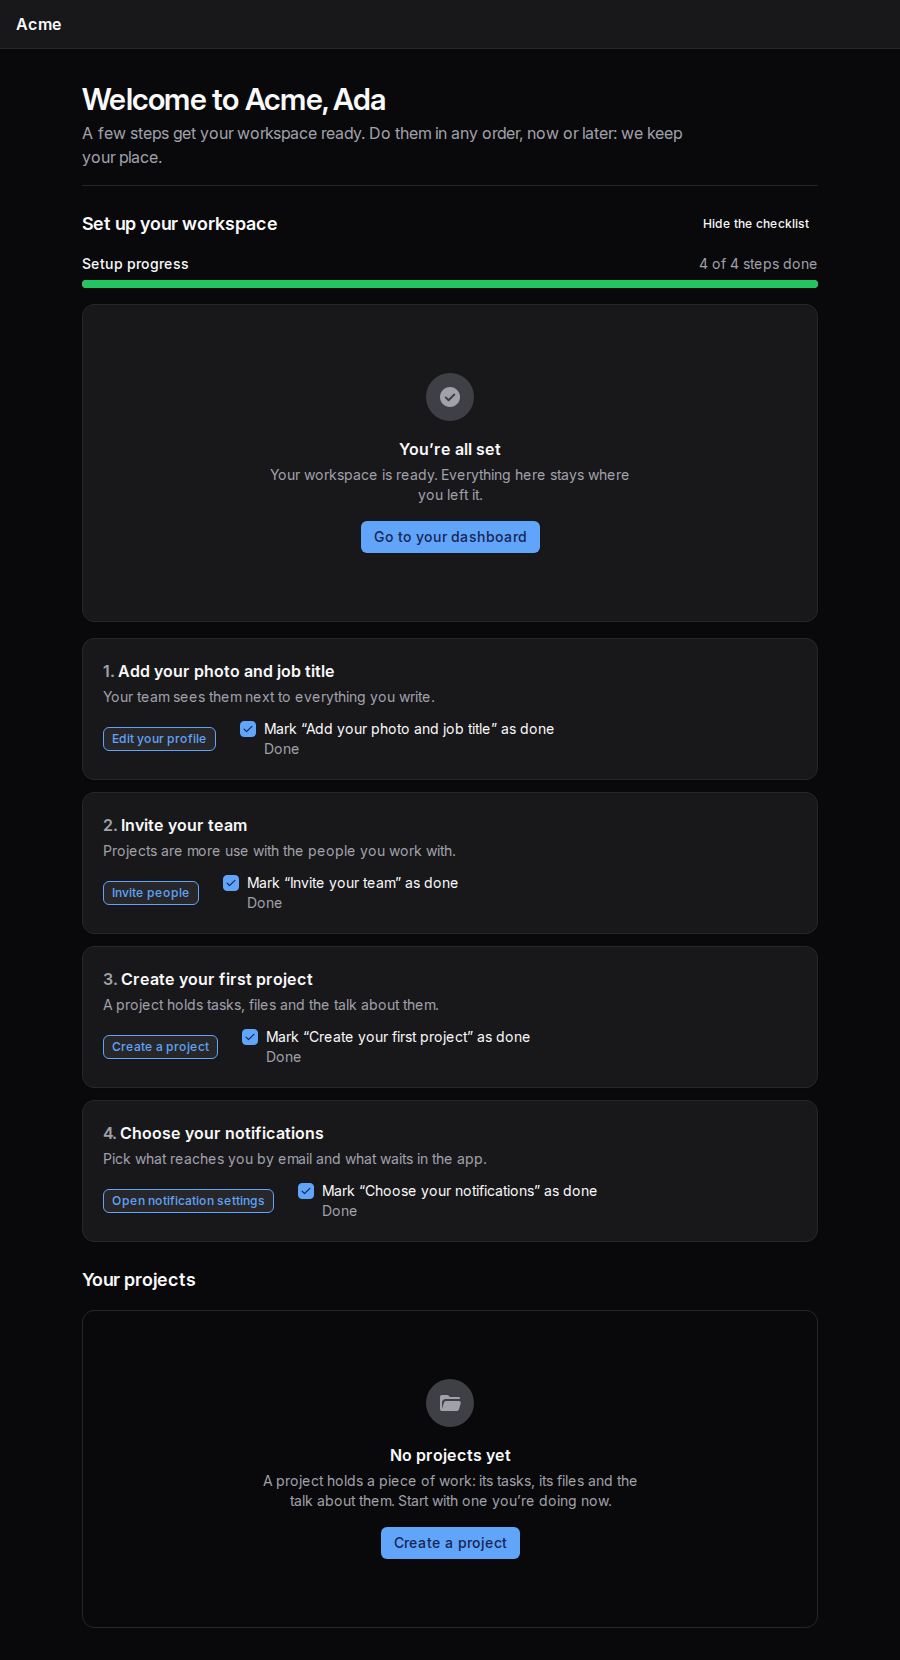 Acme
Welcome to Acme, Ada
A few steps get your workspace ready. Do them in any order, now or later: we keep
your place.
Set up your workspace
Hide the checklist
Setup progress
4 of 4 steps done
You’re all set
Your workspace is ready. Everything here stays where
you left it.
Go to your dashboard
1. Add your photo and job title
Your team sees them next to everything you write.
Edit your profile
Mark “Add your photo and job title” as done
Done
2. Invite your team
Projects are more use with the people you work with.
Invite people
Mark “Invite your team” as done
Done
3. Create your first project
A project holds tasks, files and the talk about them.
Create a project
Mark “Create your first project” as done
Done
4. Choose your notifications
Pick what reaches you by email and what waits in the app.
Open notification settings
Mark “Choose your notifications” as done
Done
Your projects
No projects yet
A project holds a piece of work: its tasks, its files and the
talk about them. Start with one you’re doing now.
Create a project